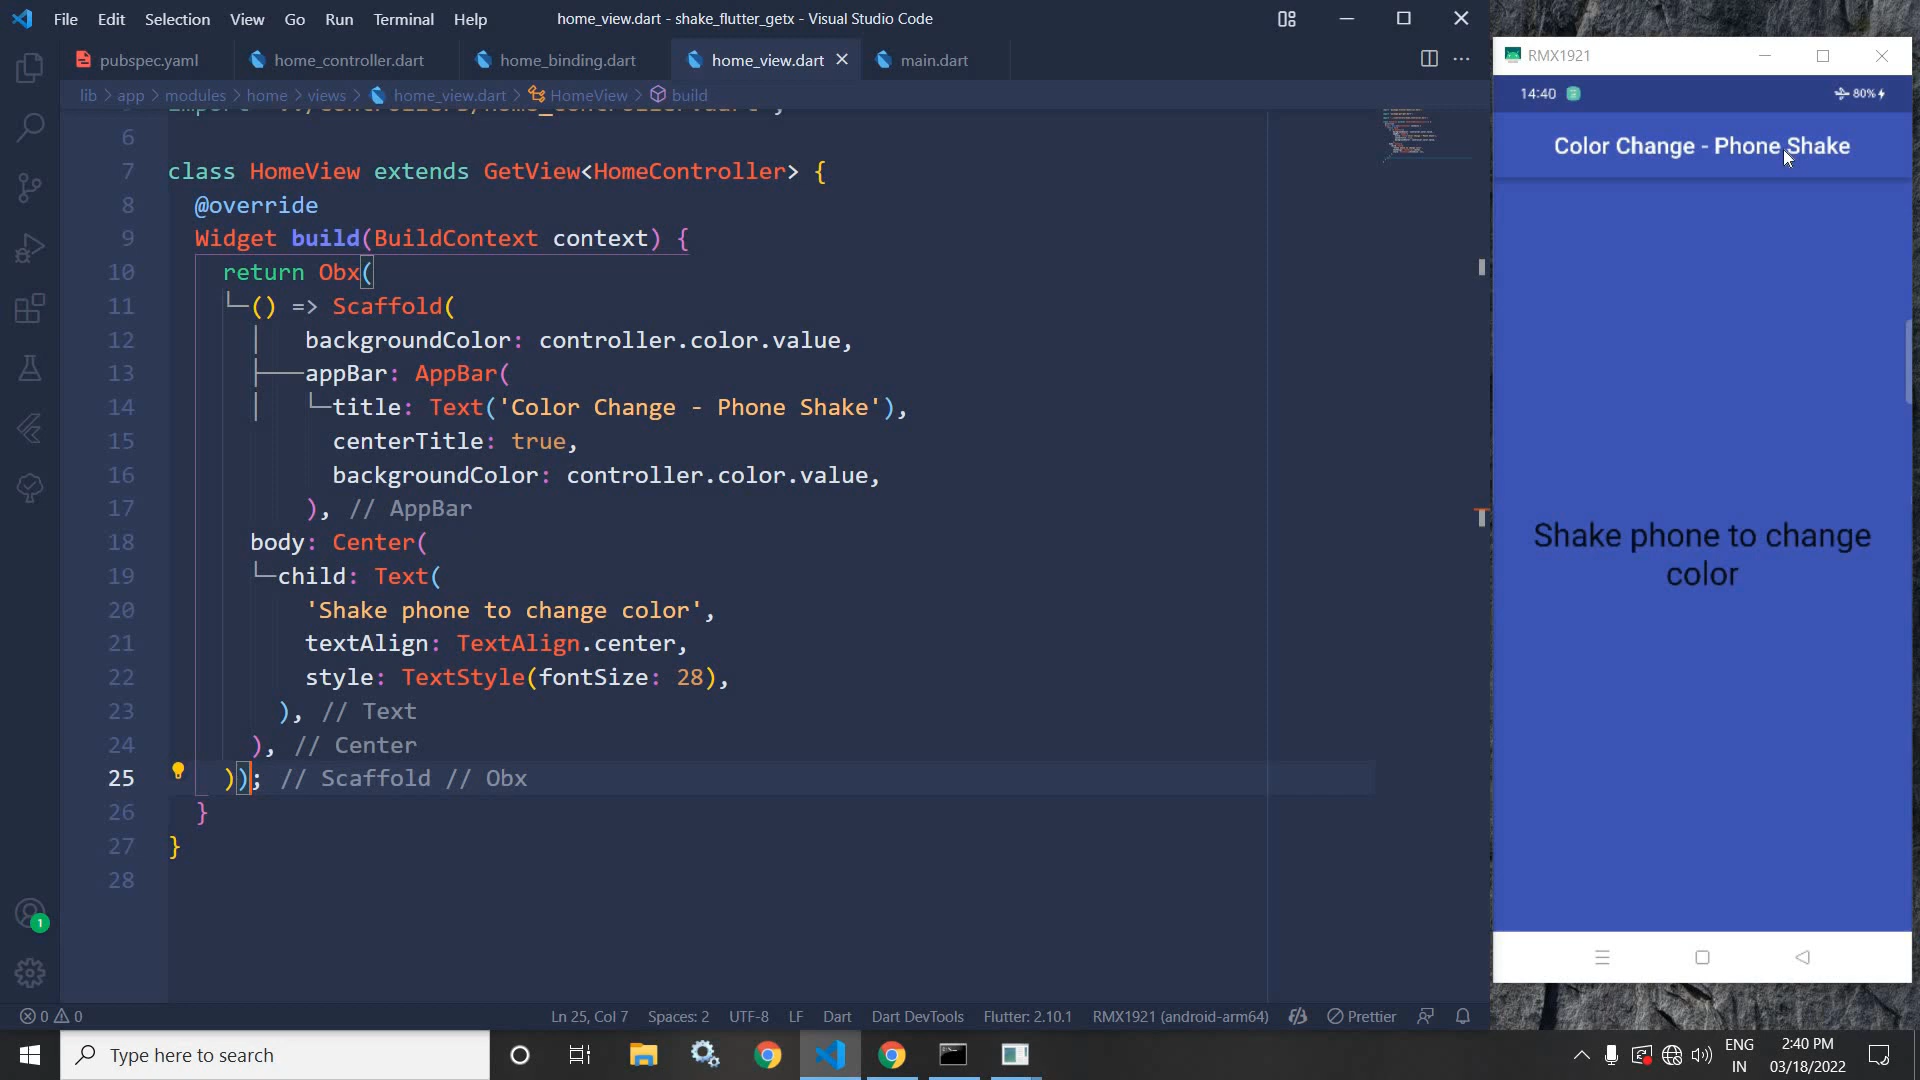 File Edit Selection View Go Run Terminal Help
home_view.dart - shake_flutter_getx - Visual Studio Code
pubspec.yaml
home_controller.dart
home_binding.dart
home_view.dart
main.dart
lib > app > modules > home > views > home_view.dart > HomeView > build
6
7 class HomeView extends GetView<HomeController> {
8 @override
9 Widget build(BuildContext context) {
10 return Obx(
11 () => Scaffold(
12 backgroundColor: controller.color.value,
13 appBar: AppBar(
14 title: Text('Color Change - Phone Shake'),
15 centerTitle: true,
16 backgroundColor: controller.color.value,
17 ), // AppBar
18 body: Center(
19 child: Text(
20 'Shake phone to change color',
21 textAlign: TextAlign.center,
22 style: TextStyle(fontSize: 28),
23 ), // Text
24 ), // Center
25 )); // Scaffold // Obx
26 }
27 }
28
1
0 0
Ln 25, Col 7
Spaces: 2
UTF-8
LF
Dart
Dart DevTools
Flutter: 2.10.1
RMX1921 (android-arm64)
Prettier
RMX1921
14:40
80%
Color Change - Phone Shake
Shake phone to change
color
Type here to search
ENG
IN
2:40 PM
03/18/2022